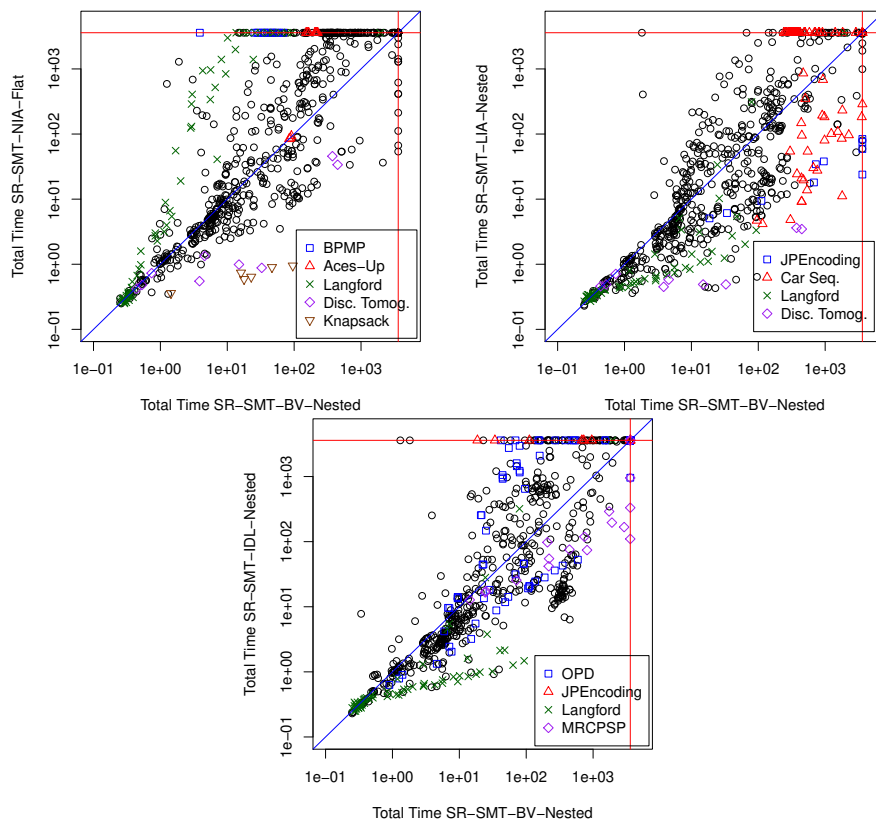 Total Time SR−SMT−NIA−Flat
1e+03
1e+02
1e+01
1e+00
1e−01
BPMP
Aces−Up
Langford
Disc. Tomog.
Knapsack
1e−01 1e+00 1e+01 1e+02 1e+03
Total Time SR−SMT−BV−Nested
Total Time SR−SMT−LIA−Nested
1e+03
1e+02
1e+01
1e+00
1e−01
JPEncoding
Car Seq.
Langford
Disc. Tomog.
1e−01 1e+00 1e+01 1e+02 1e+03
Total Time SR−SMT−BV−Nested
Total Time SR−SMT−IDL−Nested
1e+03
1e+02
1e+01
1e+00
1e−01
OPD
JPEncoding
Langford
MRCPSP
1e−01 1e+00 1e+01 1e+02 1e+03
Total Time SR−SMT−BV−Nested